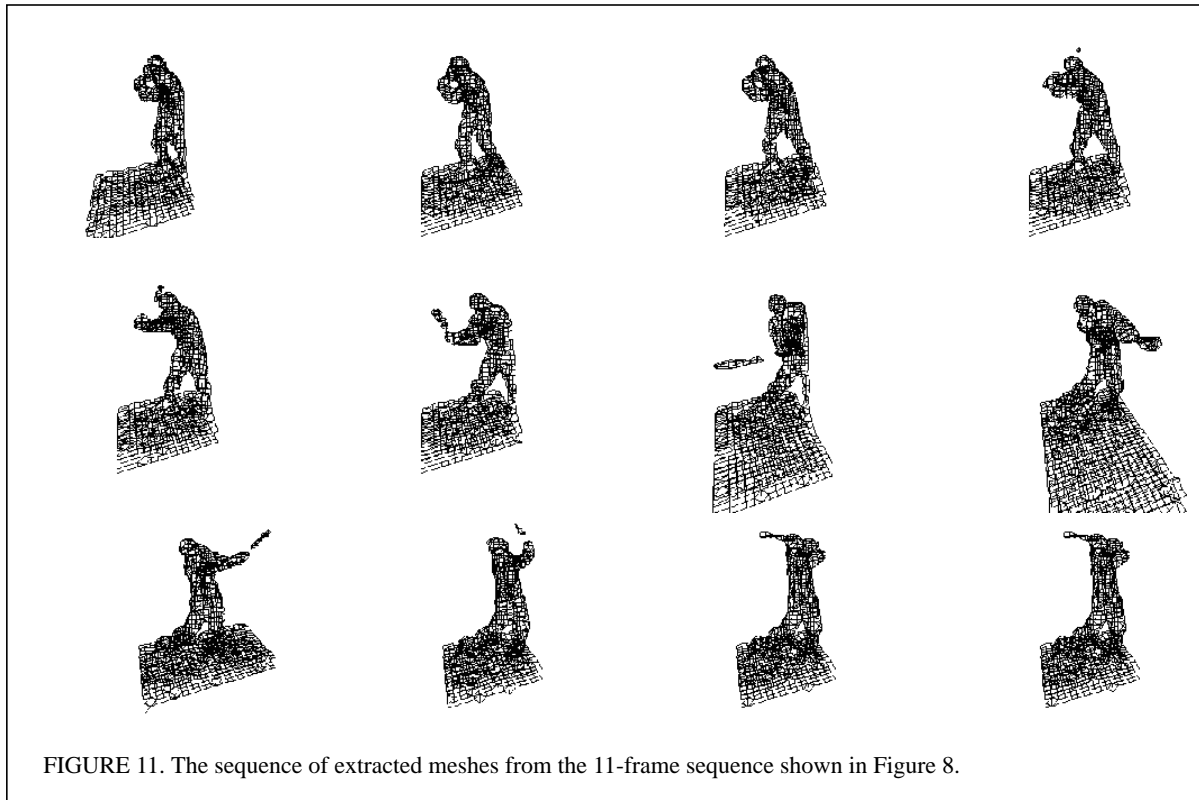 FIGURE 11. The sequence of extracted meshes from the 11-frame sequence shown in Figure 8.